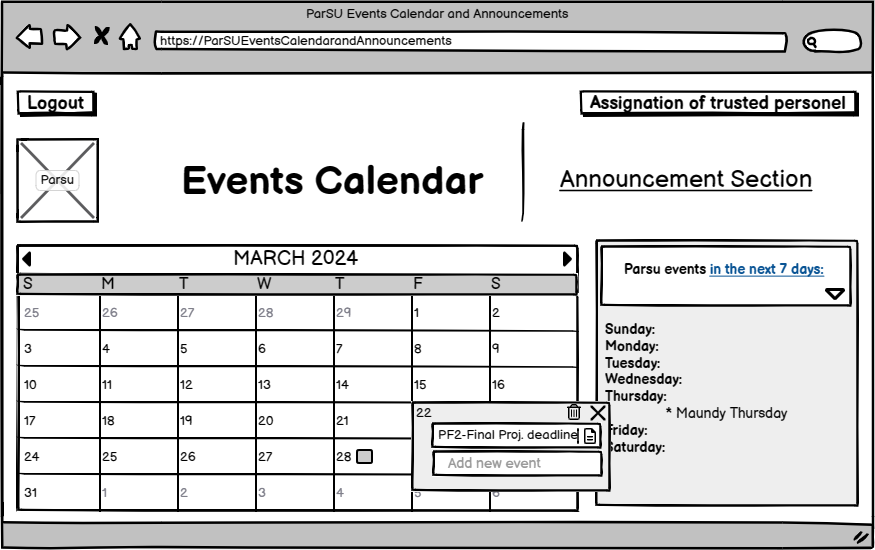 ParSU Events Calendar and Announcements
https://ParSUEventsCalendarandAnnouncements
Logout
Assignation of trusted personel
Parsu
Events Calendar
Announcement Section
MARCH 2024
S M T W T F S
25 26 27 28 29 1 2
3 4 5 6 7 8 9
10 11 12 13 14 15 16
17 18 19 20 21
24 25 26 27 28
31 1 2 3 4 5 6
22
PF2-Final Proj. deadline
Add new event
Parsu events in the next 7 days:
Sunday:
Monday:
Tuesday:
Wednesday:
Thursday:
* Maundy Thursday
Friday:
Saturday: